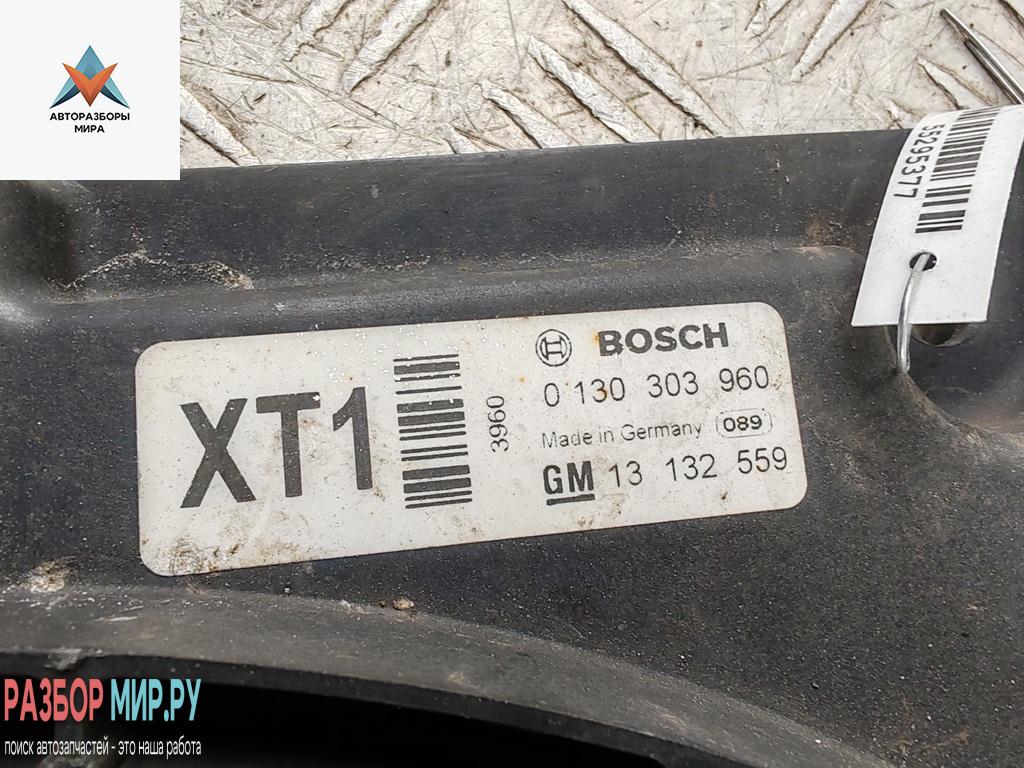 АВТОРАЗБОРЫ
МИРА
55295377
XT1
3960
BOSCH
0 130 303 960
Made in Germany 089
GM 13 132 559
РАЗБОР МИР.РУ
поиск автозапчастей - это наша работа